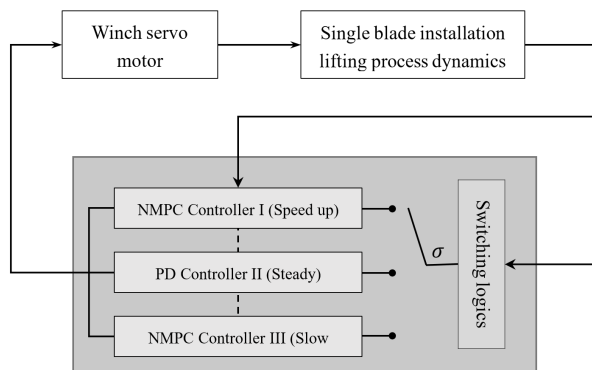 Winch servo
motor
Single blade installation
lifting process dynamics
NMPC Controller I (Speed up)
PD Controller II (Steady)
NMPC Controller III (Slow
σ
Switching logics